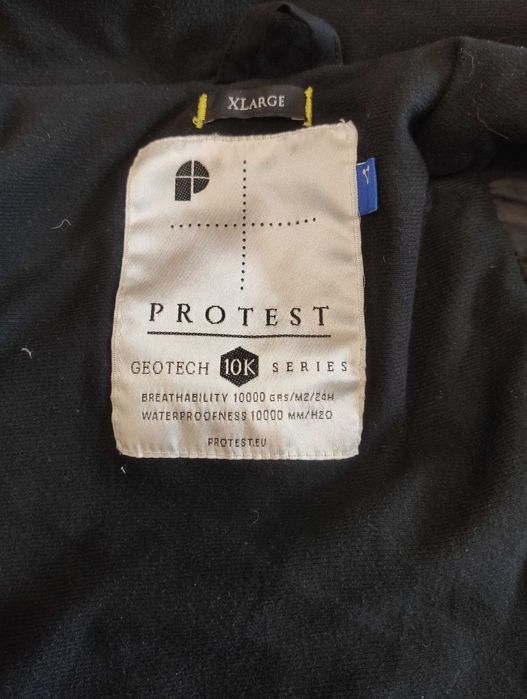 XLARGE
PROTEST
GEOTECH 10K SERIES
BREATHABILITY 10000 GRS/M2/24H
WATERPROOFNESS 10000 MM/H2O
PROTEST.EU